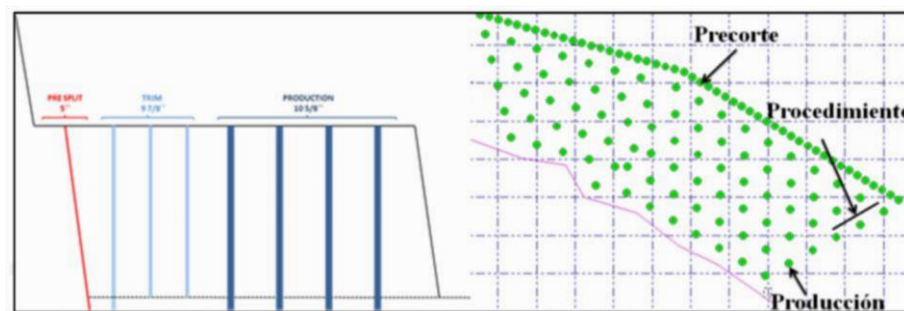 PRE SPLIT
5''
TRIM
9 7/8''
PRODUCTION
10 5/8''
Precorte
Procedimiento
Producción